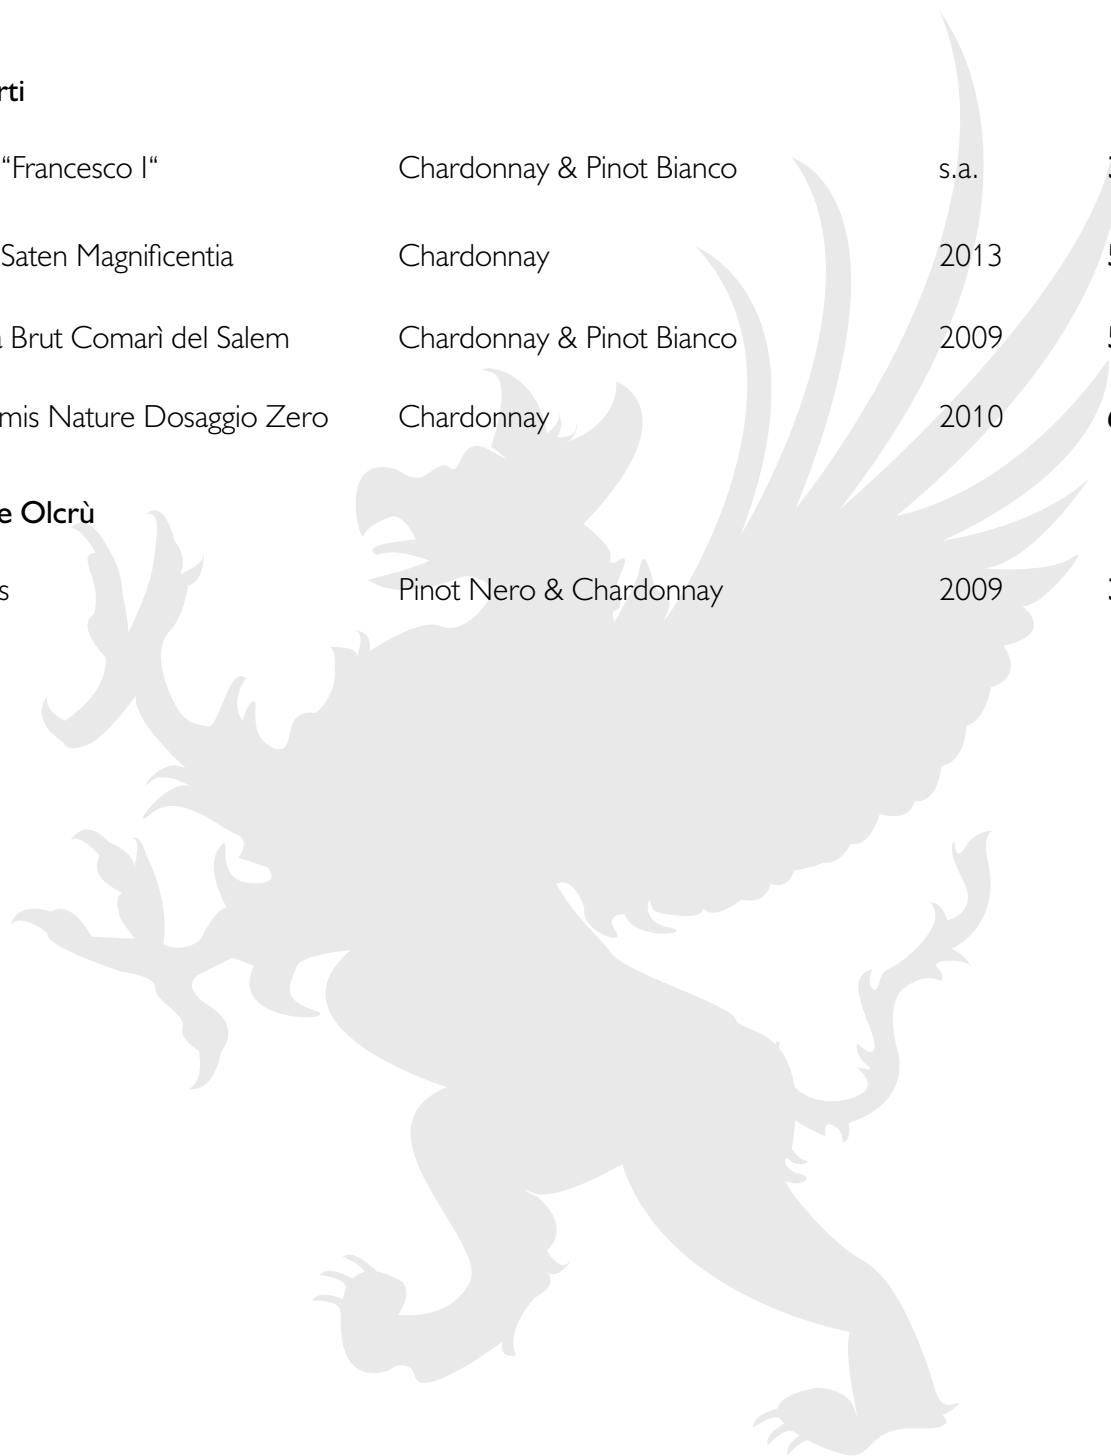 rti
“Francesco I“ Chardonnay & Pinot Bianco s.a.
Saten Magnificentia Chardonnay 2013
Brut Comarì del Salem Chardonnay & Pinot Bianco 2009
mis Nature Dosaggio Zero Chardonnay 2010
e Olcrù
s Pinot Nero & Chardonnay 2009